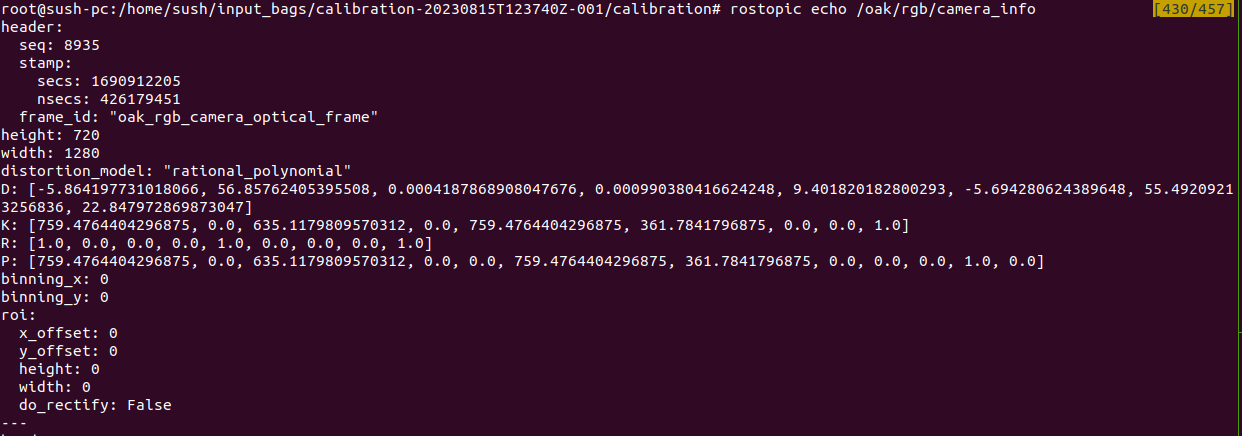 root@sush-pc:/home/sush/input_bags/calibration-20230815T123740Z-001/calibration# rostopic echo /oak/rgb/camera_info [430/457]
header:
  seq: 8935
  stamp:
    secs: 1690912205
    nsecs: 426179451
  frame_id: "oak_rgb_camera_optical_frame"
height: 720
width: 1280
distortion_model: "rational_polynomial"
D: [-5.864197731018066, 56.85762405395508, 0.0004187868908047676, 0.000990380416624248, 9.401820182800293, -5.694280624389648, 55.4920921
3256836, 22.847972869873047]
K: [759.4764404296875, 0.0, 635.1179809570312, 0.0, 759.4764404296875, 361.7841796875, 0.0, 0.0, 1.0]
R: [1.0, 0.0, 0.0, 0.0, 1.0, 0.0, 0.0, 0.0, 1.0]
P: [759.4764404296875, 0.0, 635.1179809570312, 0.0, 0.0, 759.4764404296875, 361.7841796875, 0.0, 0.0, 0.0, 1.0, 0.0]
binning_x: 0
binning_y: 0
roi:
  x_offset: 0
  y_offset: 0
  height: 0
  width: 0
  do_rectify: False
---